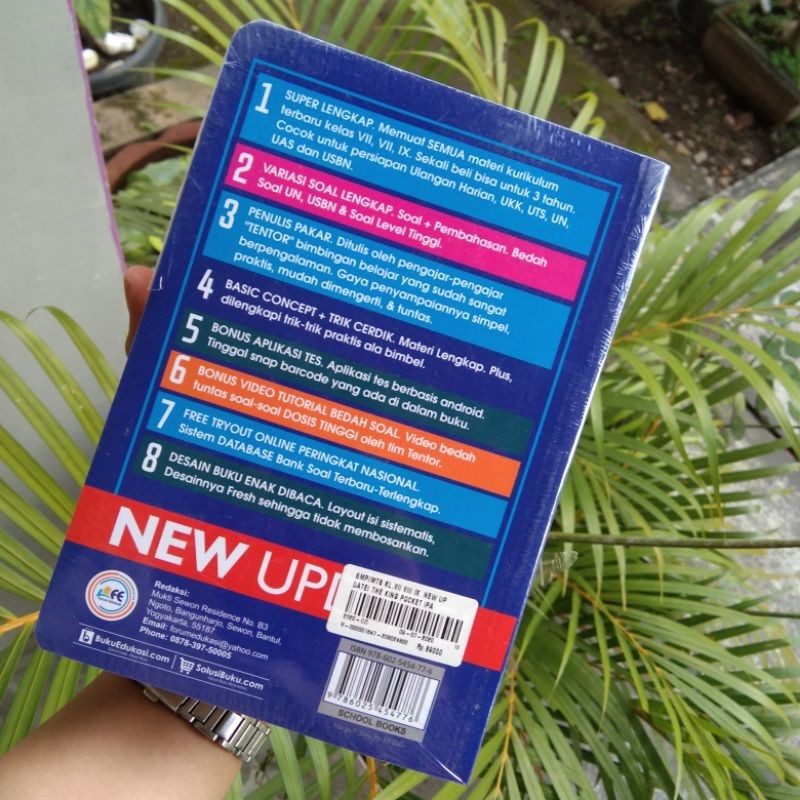 1
SUPER LENGKAP. Memuat SEMUA materi kurikulum
terbaru kelas VII, VII, IX. Sekali beli bisa untuk 3 tahun.
Cocok untuk persiapan Ulangan Harian, UKK, UTS, UN,
UAS dan USBN.
2
VARIASI SOAL LENGKAP. Soal + Pembahasan. Bedah
Soal UN, USBN & Soal Level Tinggi.
3
PENULIS PAKAR. Ditulis oleh pengajar-pengajar
"TENTOR" bimbingan belajar yang sudah sangat
berpengalaman. Gaya penyampaiannya simpel,
praktis, mudah dimengerti, & tuntas.
4
BASIC CONCEPT + TRIK CERDIK. Materi Lengkap. Plus,
dilengkapi trik-trik praktis ala bimbel.
5
BONUS APLIKASI TES. Aplikasi tes berbasis android.
Tinggal snap barcode yang ada di dalam buku.
6
BONUS VIDEO TUTORIAL BEDAH SOAL. Video bedah
tuntas soal-soal DOSIS TINGGI oleh tim Tentor.
7
FREE TRYOUT ONLINE PERINGKAT NASIONAL.
Sistem DATABASE Bank Soal Terbaru-Terlengkap.
8
DESAIN BUKU ENAK DIBACA. Layout isi sistematis,
Desainnya Fresh sehingga tidak membosankan.
NEW UPD
Redaksi:
Mukti Sewon Residence No. B3
Ngoto, Bangunharjo, Sewon, Bantul,
Yogyakarta, 55187
Email: forumedukasi@yahoo.com
Phone: 0878-397-50005
BukuEdukasi.com
SolusiBuku.com
SMP/MTS KL.VII VIII IX NEW UP
DATE! THE KING POCKET IPA
09-07-2020
Rp 89000
ISBN 978-602-5454-77-6
9 786025 454776
SCHOOL BOOKS